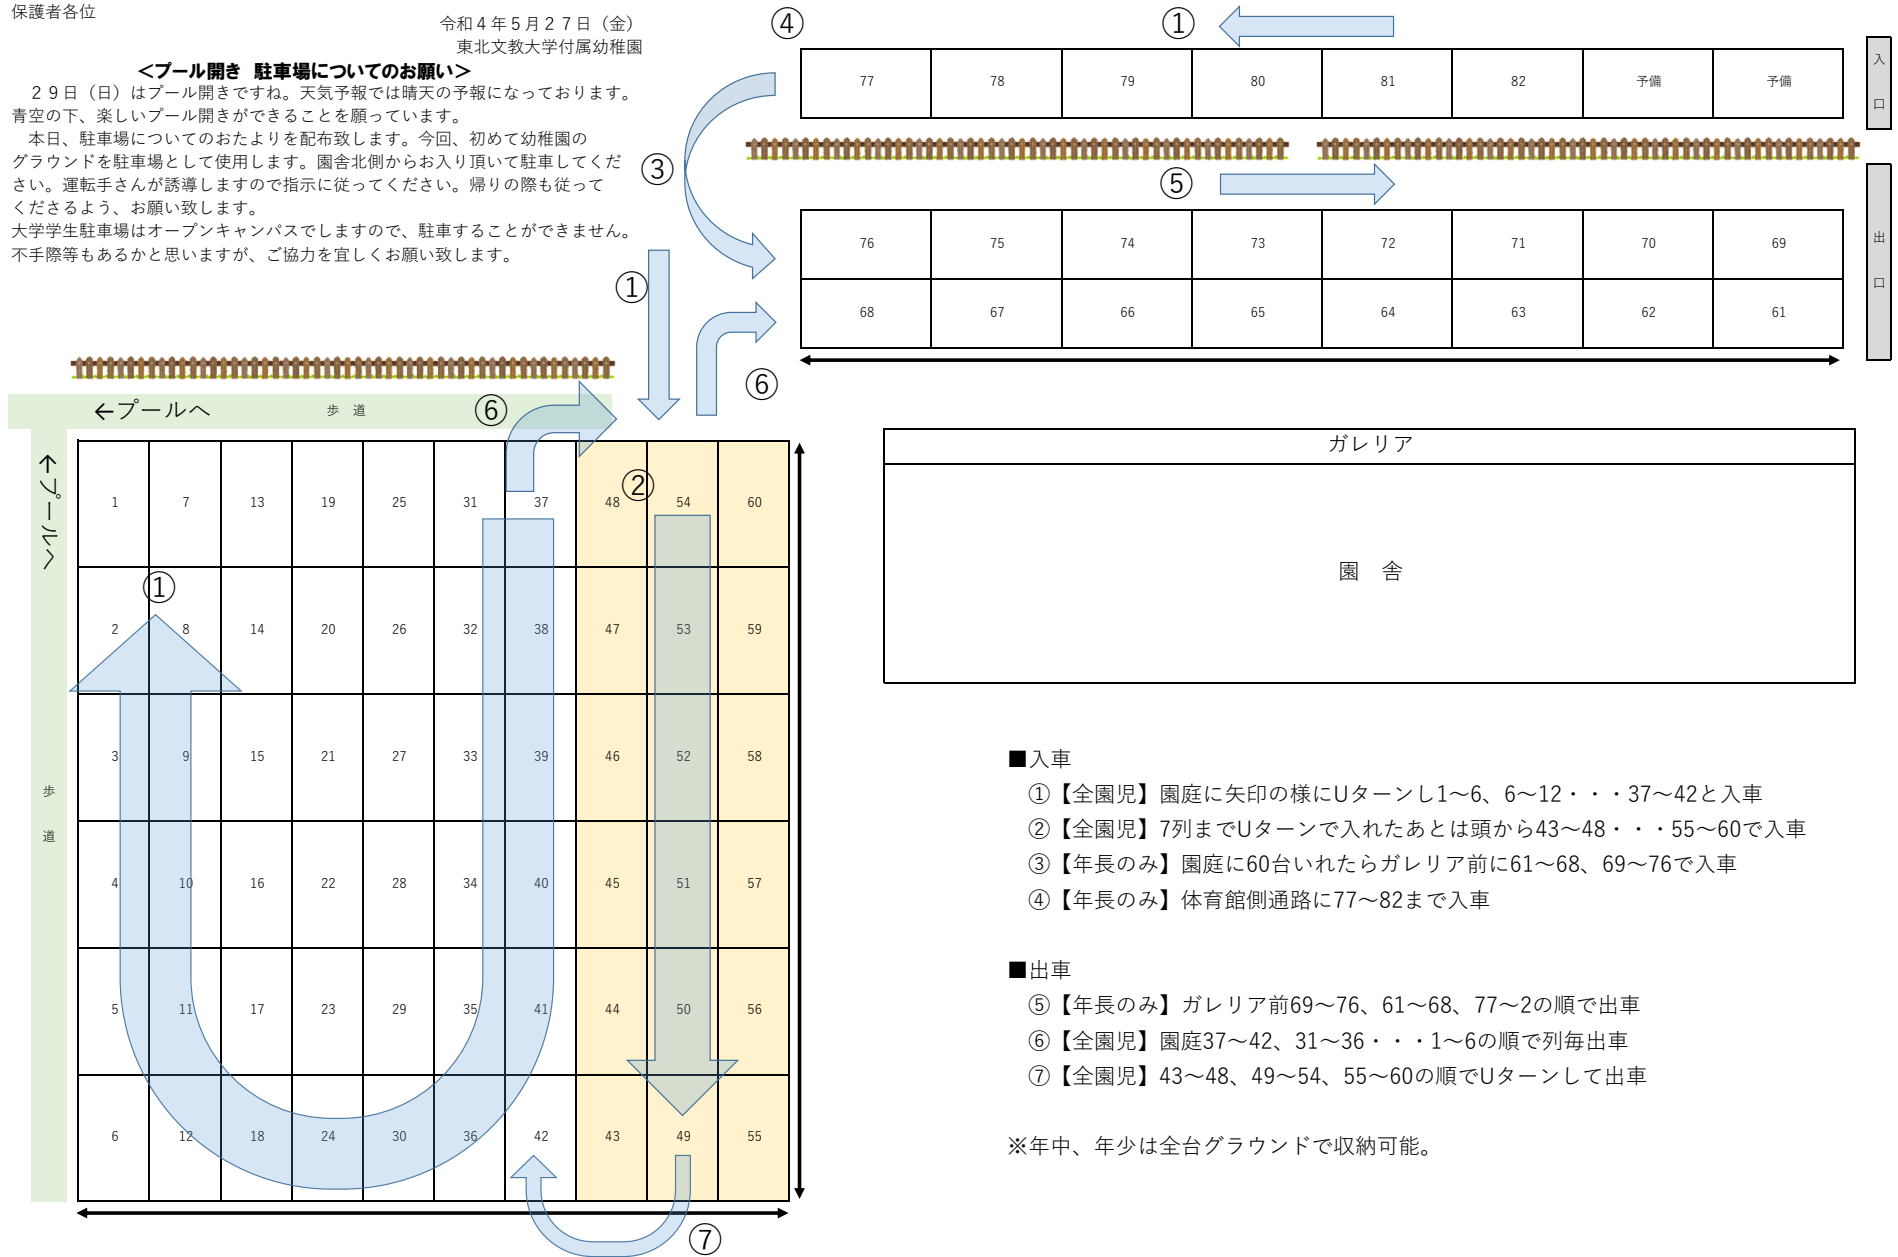 保護者各位
令和４年５月２７日（金）
東北文教大学付属幼稚園
＜プール開き 駐車場についてのお願い＞
　２９日（日）はプール開きですね。天気予報では晴天の予報になっております。
青空の下、楽しいプール開きができることを願っています。
　本日、駐車場についてのおたよりを配布致します。今回、初めて幼稚園の
グラウンドを駐車場として使用します。園舎北側からお入り頂いて駐車してくだ
さい。運転手さんが誘導しますので指示に従ってください。帰りの際も従って
くださるよう、お願い致します。
大学学生駐車場はオープンキャンパスでしますので、駐車することができません。
不手際等もあるかと思いますが、ご協力を宜しくお願い致します。
④ ①
77 78 79 80 81 82 予備 予備
入口
③ ⑤
76 75 74 73 72 71 70 69
68 67 66 65 64 63 62 61
出口
①
⑥
←プールへ 歩 道 ⑥
←プールへ
歩道
②
1 7 13 19 25 31 37 48 54 60
①
2 8 14 20 26 32 38 47 53 59
3 9 15 21 27 33 39 46 52 58
4 10 16 22 28 34 40 45 51 57
5 11 17 23 29 35 41 44 50 56
6 12 18 24 30 36 42 43 49 55
⑦
ガレリア
園　舎
■入車
①【全園児】園庭に矢印の様にUターンし1～6、6～12・・・37～42と入車
②【全園児】7列までUターンで入れたあとは頭から43～48・・・55～60で入車
③【年長のみ】園庭に60台いれたらガレリア前に61～68、69～76で入車
④【年長のみ】体育館側通路に77～82まで入車
■出車
⑤【年長のみ】ガレリア前69～76、61～68、77～2の順で出車
⑥【全園児】園庭37～42、31～36・・・1～6の順で列毎出車
⑦【全園児】43～48、49～54、55～60の順でUターンして出車
※年中、年少は全台グラウンドで収納可能。